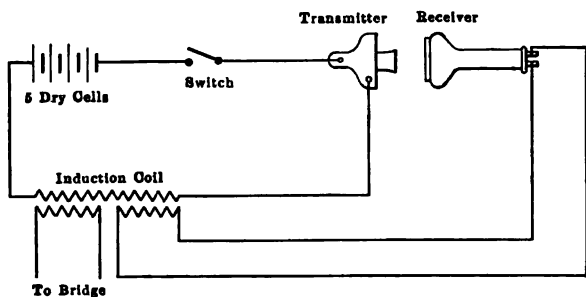 Transmitter
Receiver
Switch
5 Dry Cells
Induction Coil
To Bridge